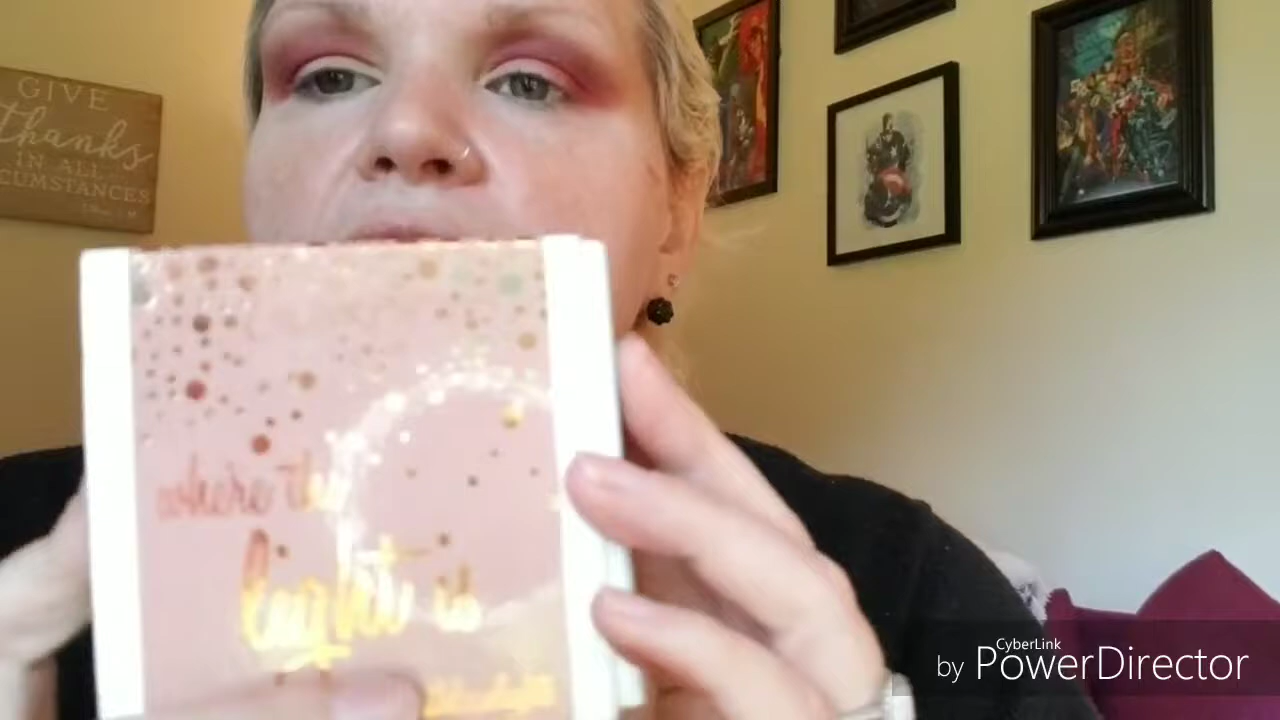 GIVE
thanks
IN ALL
CUMSTANCES
where the
light is
CyberLink
by PowerDirector